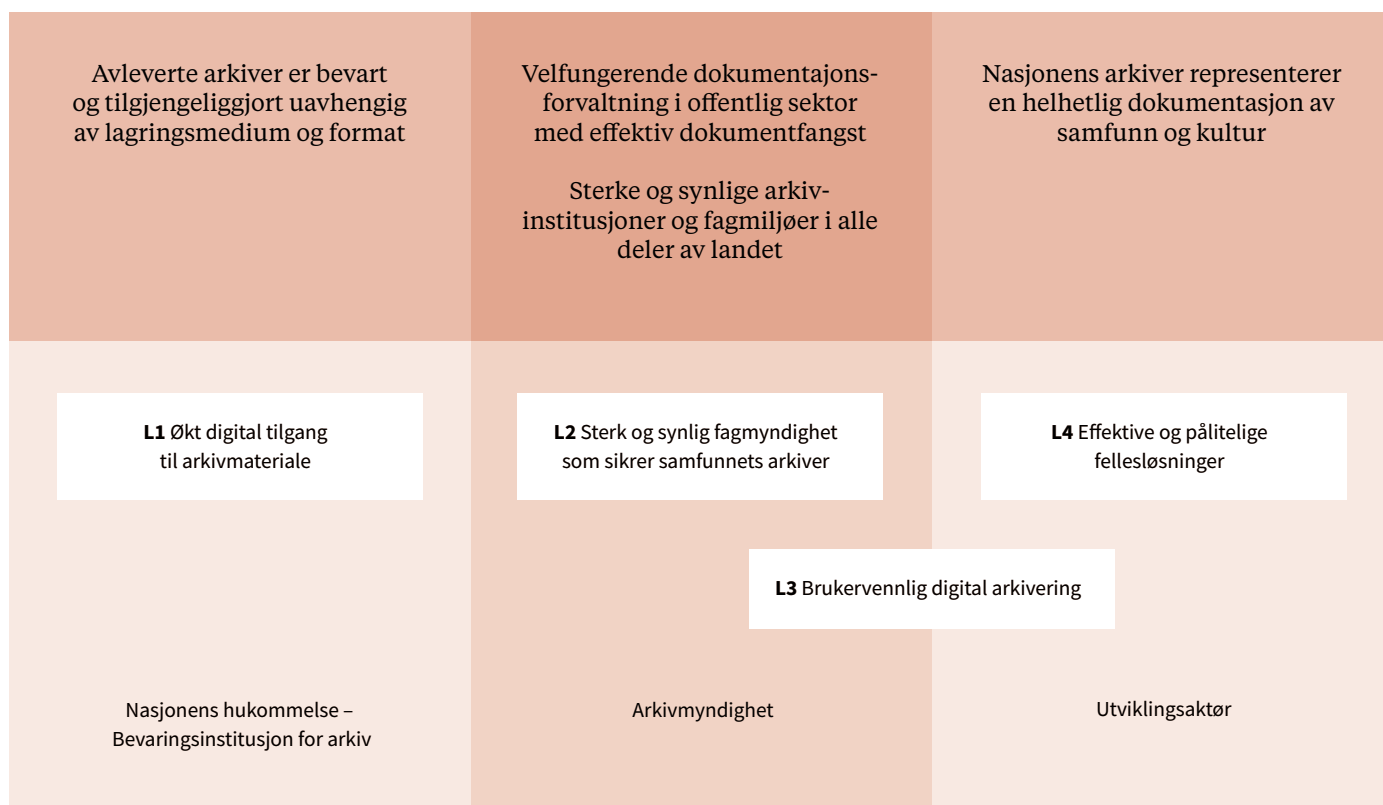 Avleverte arkiver er bevart
og tilgjengeliggjort uavhengig
av lagringsmedium og format
Velfungerende dokumentajons-
forvaltning i offentlig sektor
med effektiv dokumentfangst
Sterke og synlige arkiv-
institusjoner og fagmiljøer i alle
deler av landet
Nasjonens arkiver representerer
en helhetlig dokumentasjon av
samfunn og kultur
L1 Økt digital tilgang
til arkivmateriale
L2 Sterk og synlig fagmyndighet
som sikrer samfunnets arkiver
L4 Effektive og pålitelige
fellesløsninger
L3 Brukervennlig digital arkivering
Nasjonens hukommelse –
Bevaringsinstitusjon for arkiv
Arkivmyndighet
Utviklingsaktør